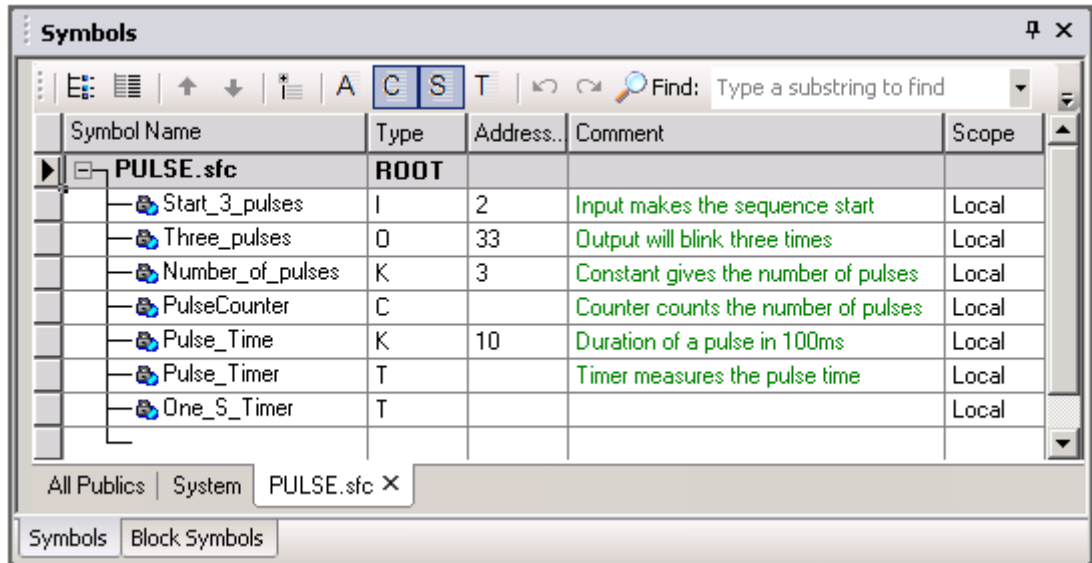 Symbols
A C S T Find: Type a substring to find
Symbol Name Type Address... Comment Scope
PULSE.sfc ROOT
Start_3_pulses I 2 Input makes the sequence start Local
Three_pulses O 33 Output will blink three times Local
Number_of_pulses K 3 Constant gives the number of pulses Local
PulseCounter C Counter counts the number of pulses Local
Pulse_Time K 10 Duration of a pulse in 100ms Local
Pulse_Timer T Timer measures the pulse time Local
One_S_Timer T Local
All Publics System PULSE.sfc
Symbols Block Symbols